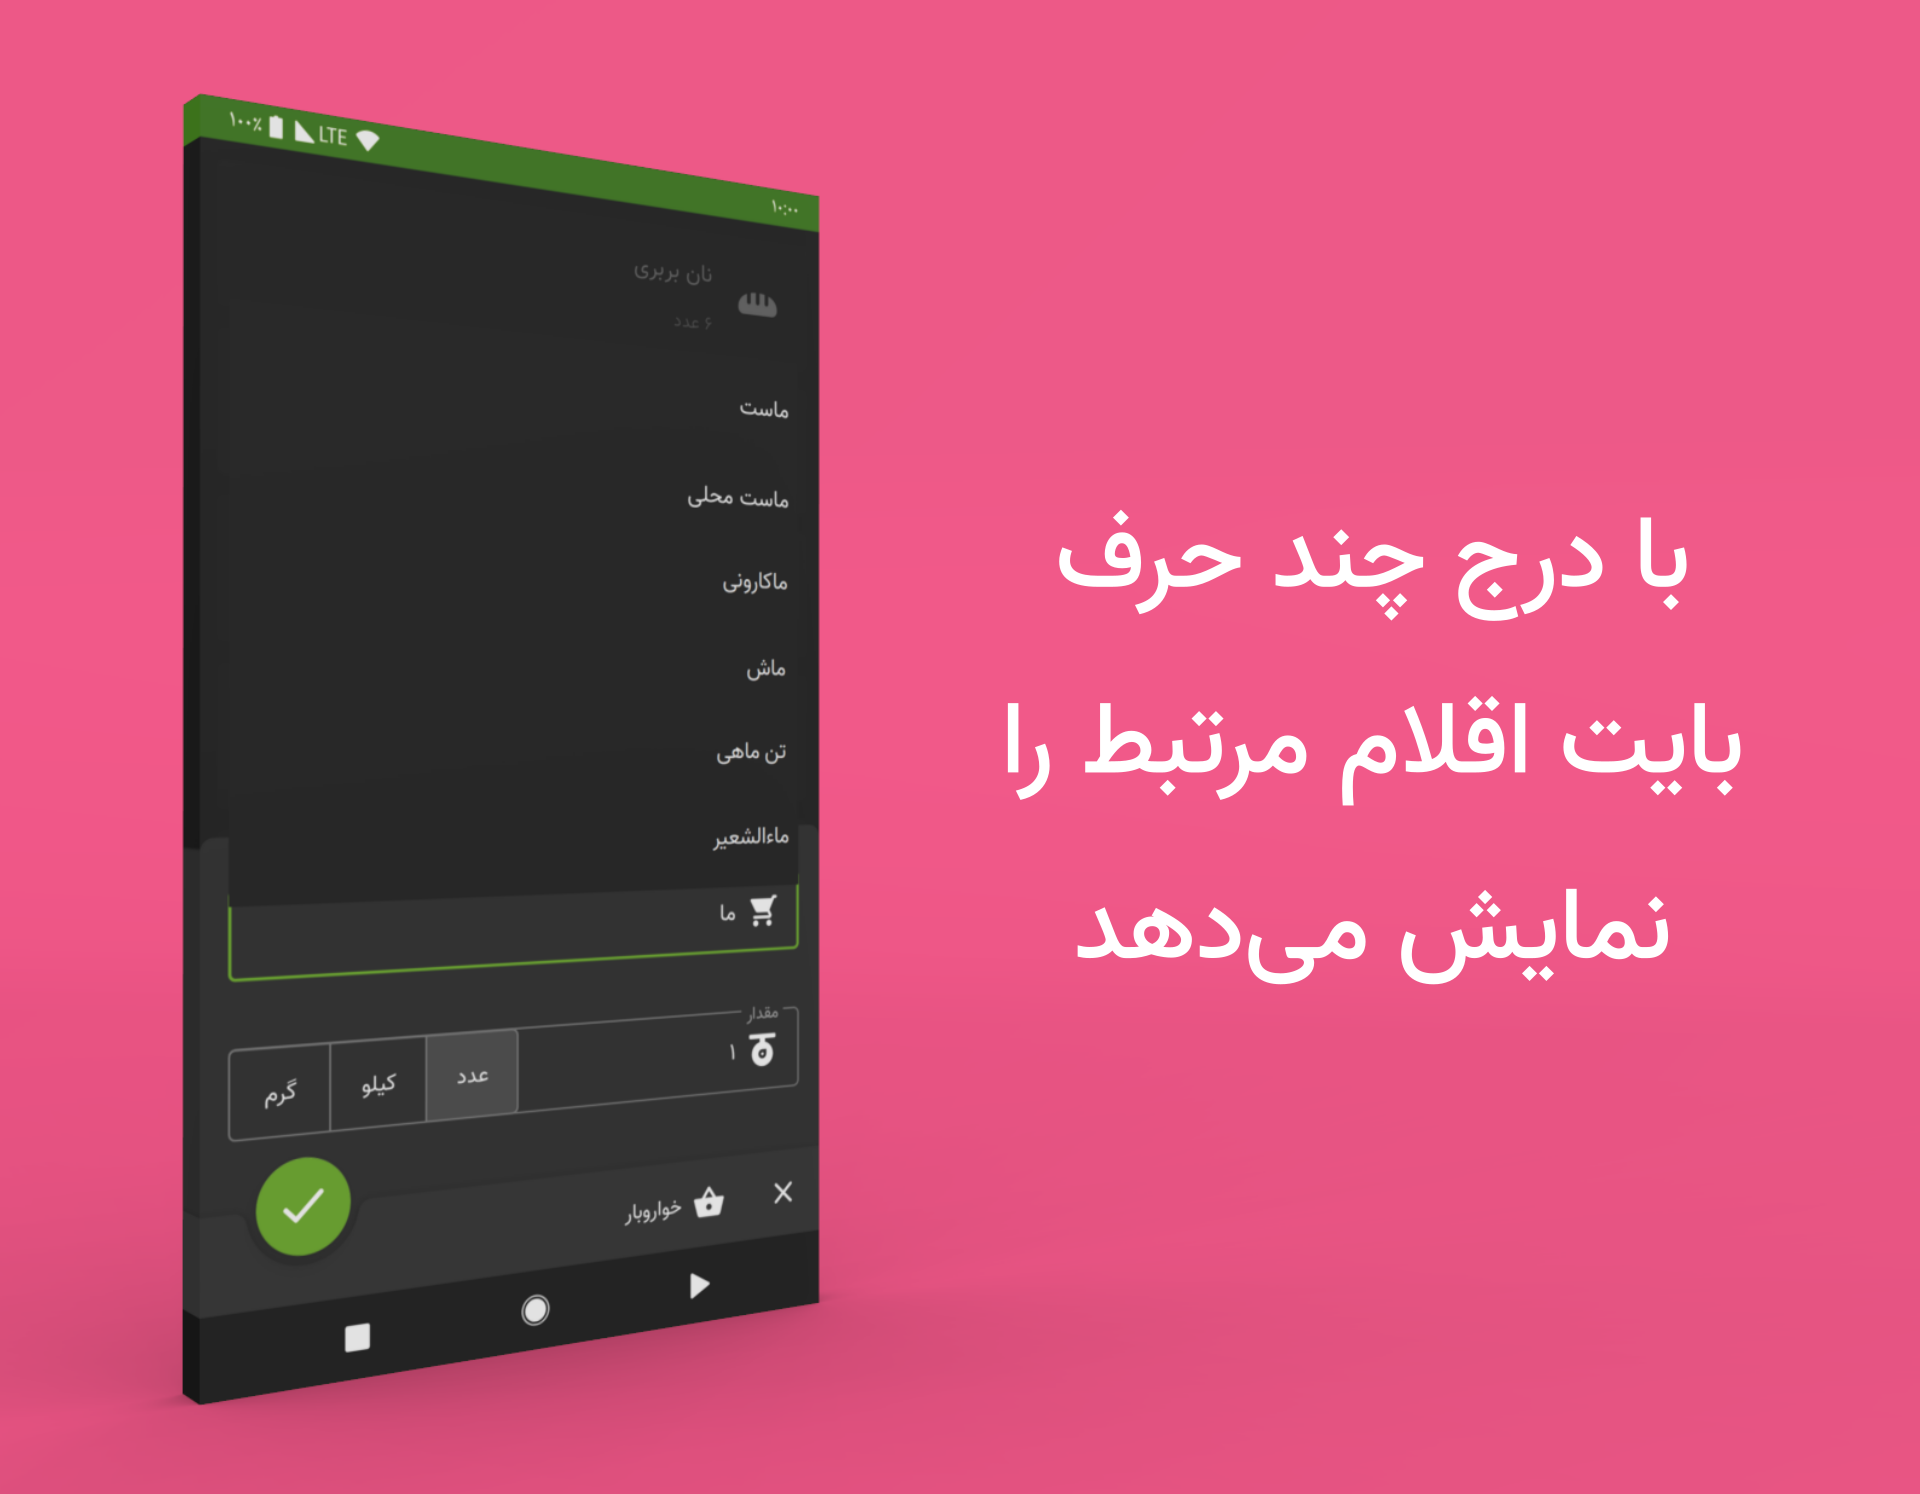 ۱۰۰٪ LTE
۱۰:۰۰
نان بربری
۶ عدد
ماست
ماست محلی
ماکارونی
ماش
تن ماهی
ماءالشعیر
ما
مقدار
۱
عدد
کیلو
گرم
خواروبار
با درج چند حرف
بایت اقلام مرتبط را
نمایش می‌دهد